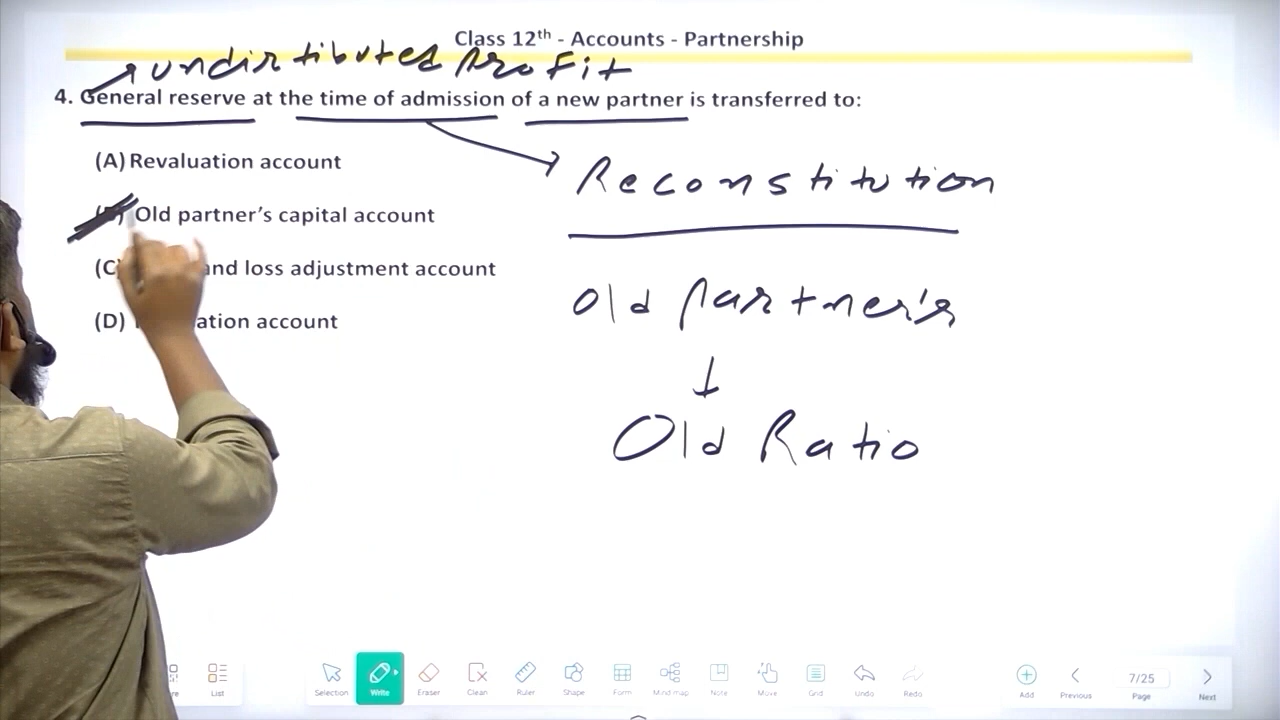 Class 12th - Accounts - Partnership
undirtibuted Profit
4. General reserve at the time of admission of a new partner is transferred to:
(A) Revaluation account
Reconstitution
Old partner's capital account
(C) and loss adjustment account
Old partner's
(D) account
Old Ratio
List
Selection
Write
Eraser
Clean
Ruler
Shape
Form
Mind map
Note
Move
Grid
Undo
Redo
Add
Previous
7/25
Page
Next